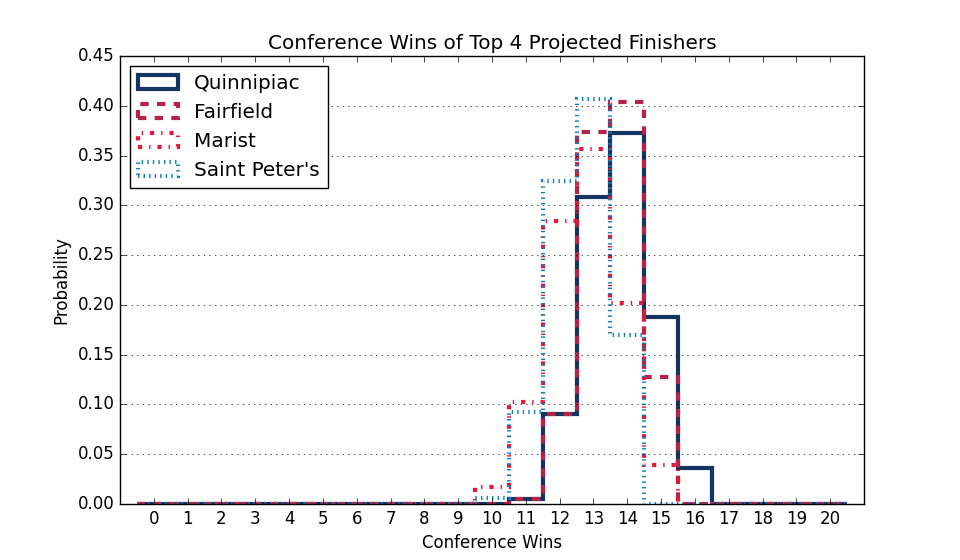 Conference Wins of Top 4 Projected Finishers
Quinnipiac
Fairfield
Marist
Saint Peter's
0.45
0.40
0.35
0.30
0.25
0.20
0.15
0.10
0.05
0.00
Probability
0 1 2 3 4 5 6 7 8 9 10 11 12 13 14 15 16 17 18 19 20
Conference Wins